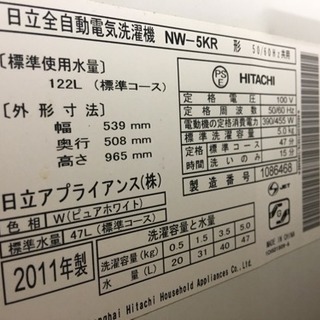 日立全自動電気洗濯機 NW-5KR 形 50/60Hz共用
[標準使用水量]
122L (標準コース)
[外形寸法]
幅 539 mm
奥行 508 mm
高さ 965 mm
日立アプライアンス(株)
色相 W(ピュアホワイト)
標準水量 47L(標準コース)
2011年製
PSE
HITACHI
定格電圧 100 V
定格周波数 50/60 Hz
電動機の定格消費電力 390/455 W
標準洗濯容量 5.0 kg
標準コース 47 分
洗いのみ 15 分
製造番号 1086468
JET
洗濯容量と水量
洗濯容量 0.5 1.5 3.0 5.0 (kg)
水量 20 31 40 47 (L)
MADE IN CHINA
Shanghai Hitachi Household Appliances Co., Ltd.